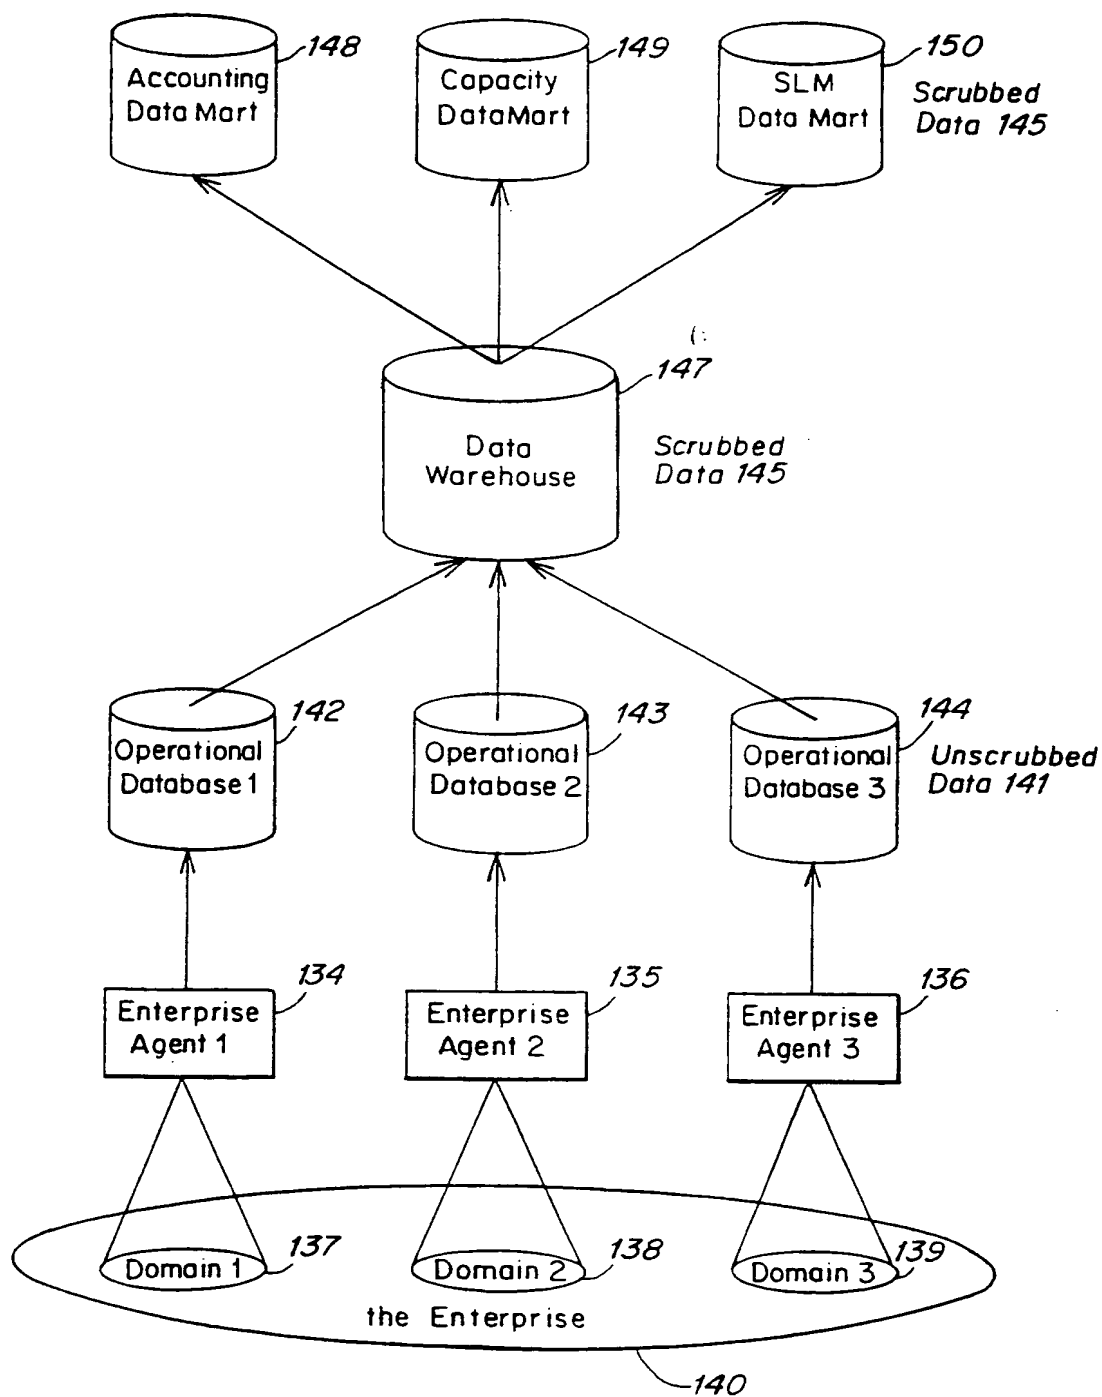 148
Accounting
Data Mart
149
Capacity
DataMart
150
SLM
Data Mart
Scrubbed
Data 145
147
Data
Warehouse
Scrubbed
Data 145
142
Operational
Database 1
143
Operational
Database 2
144
Operational
Database 3
Unscrubbed
Data 141
134
Enterprise
Agent 1
135
Enterprise
Agent 2
136
Enterprise
Agent 3
137
Domain 1
138
Domain 2
139
Domain 3
the Enterprise
140